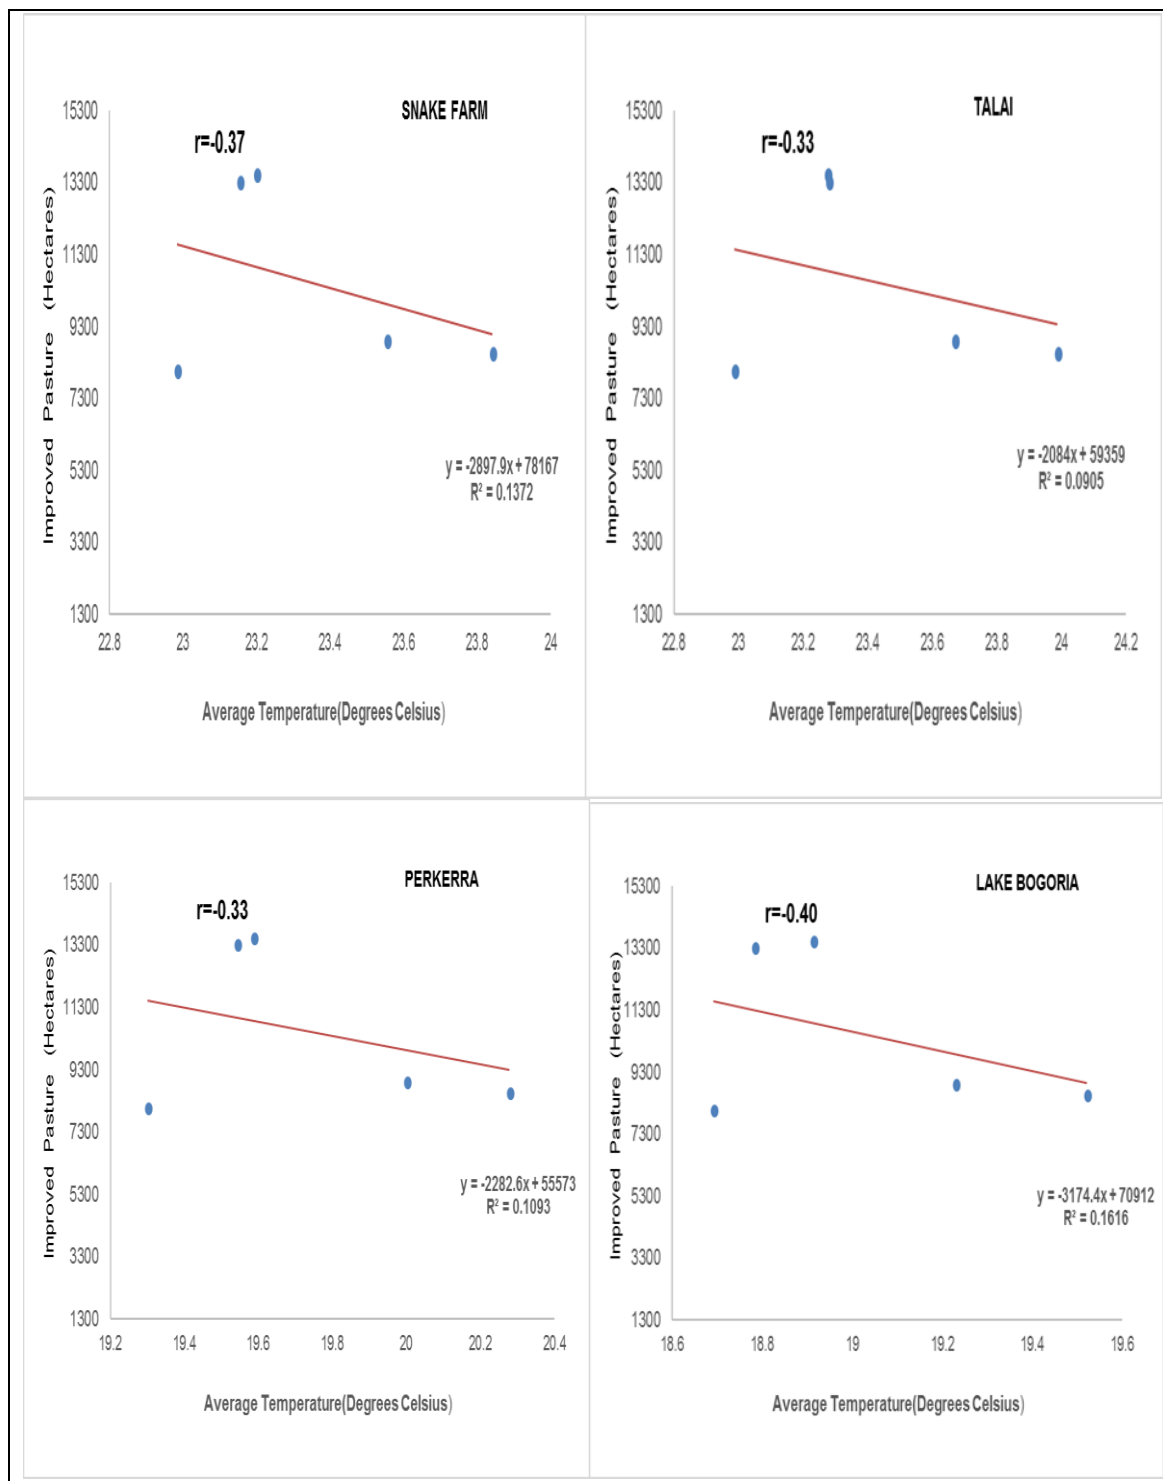 SNAKE FARM
r=-0.37
Improved Pasture (Hectares)
15300
13300
11300
9300
7300
5300
3300
1300
y = -2897.9x + 78167
R² = 0.1372
22.8 23 23.2 23.4 23.6 23.8 24
Average Temperature(Degrees Celsius)
TALAI
r=-0.33
Improved Pasture (Hectares)
15300
13300
11300
9300
7300
5300
3300
1300
y = -2084x + 59359
R² = 0.0905
22.8 23 23.2 23.4 23.6 23.8 24 24.2
Average Temperature(Degrees Celsius)
PERKERRA
r=-0.33
Improved Pasture (Hectares)
15300
13300
11300
9300
7300
5300
3300
1300
y = -2282.6x + 55573
R² = 0.1093
19.2 19.4 19.6 19.8 20 20.2 20.4
Average Temperature(Degrees Celsius)
LAKE BOGORIA
r=-0.40
Improved Pasture (Hectares)
15300
13300
11300
9300
7300
5300
3300
1300
y = -3174.4x + 70912
R² = 0.1616
18.6 18.8 19 19.2 19.4 19.6
Average Temperature(Degrees Celsius)